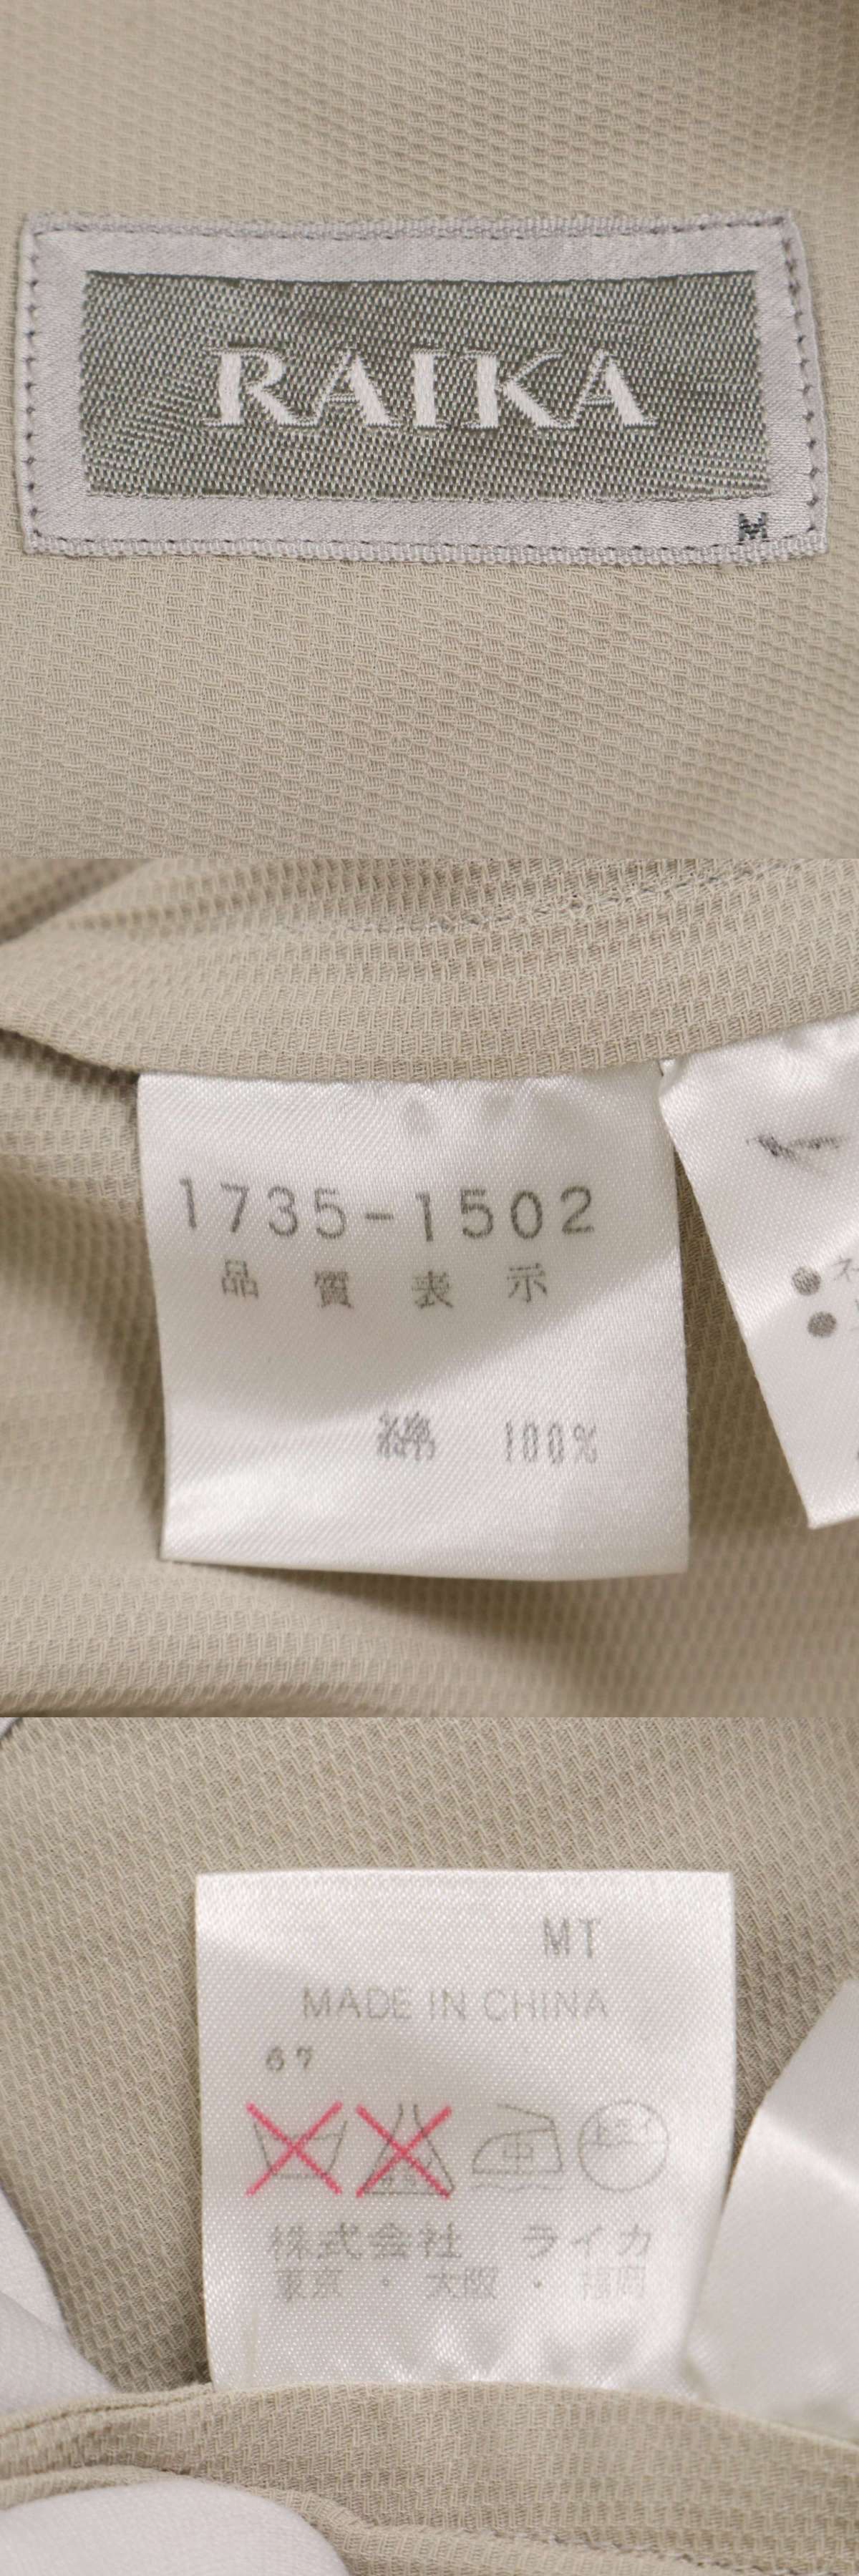 RAIKA
M
1735-1502
品質表示
綿 100%
MT
MADE IN CHINA
67
中
株式会社 ライカ
東京・大阪・福岡